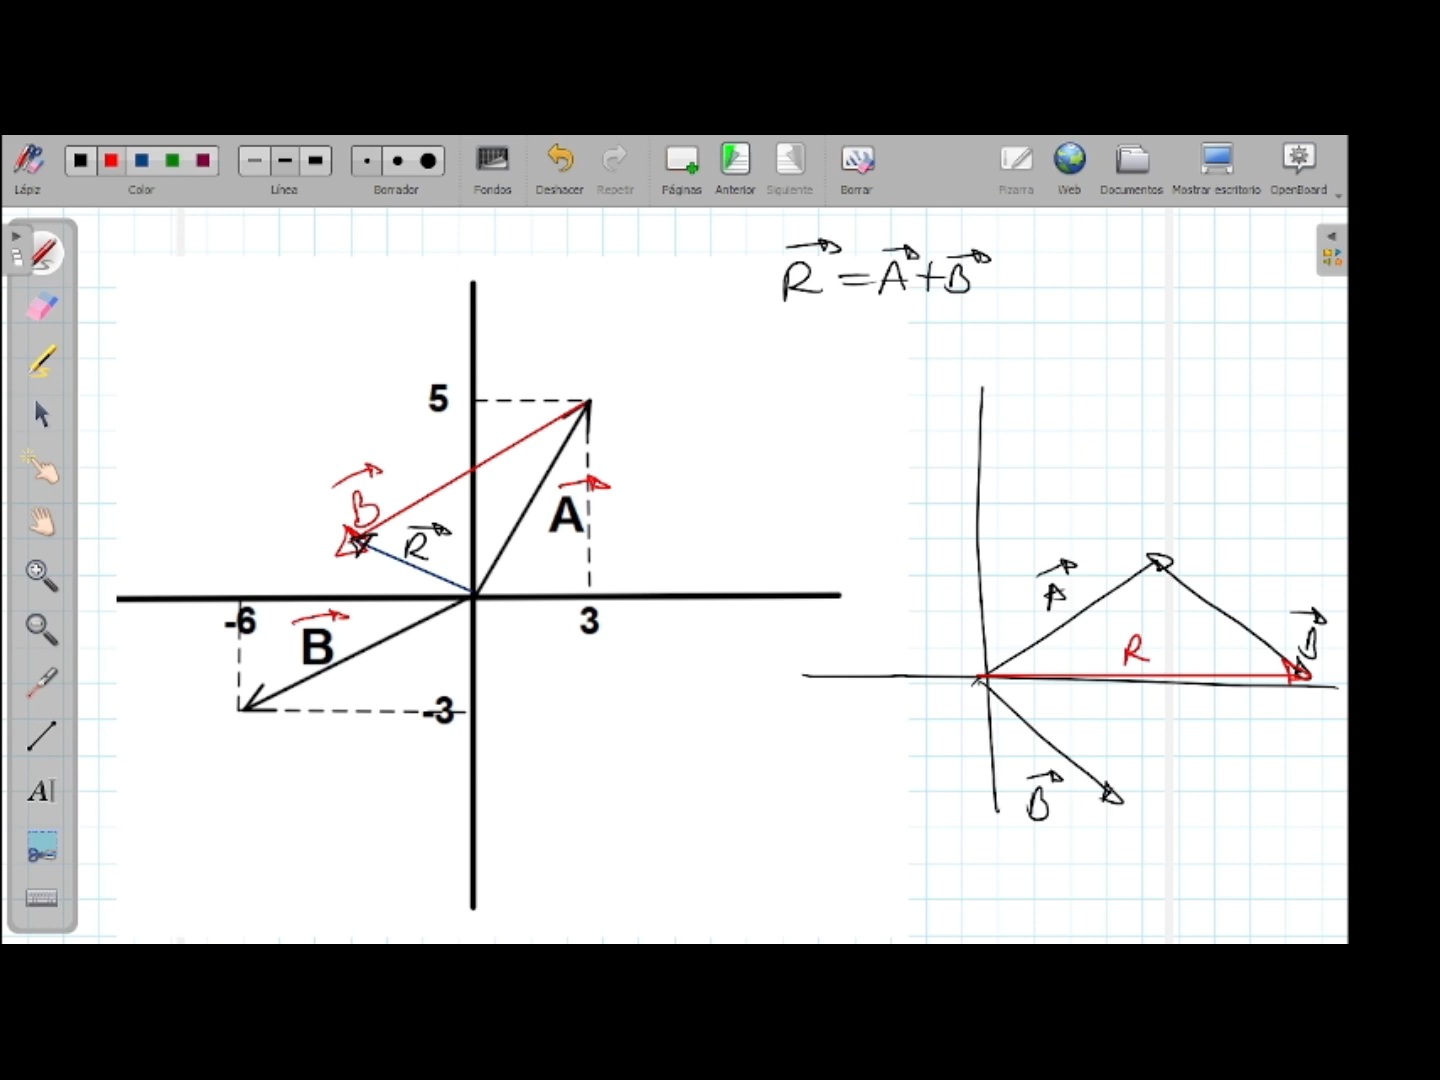 Lápiz Color Línea Borrador Fondos Deshacer Repetir Páginas Anterior Siguiente Borrar Pizarra Web Documentos Mostrar escritorio OpenBoard
R = A + B
5
A
B
R
-6
3
B
-3
A
B
R
B
A